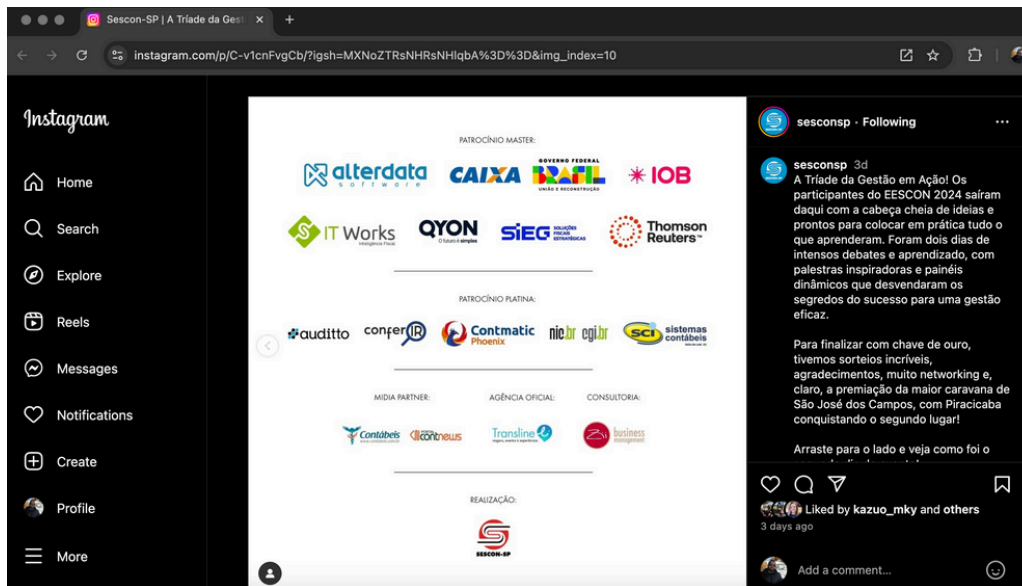 Sescon-SP | A Tríade da Gest
instagram.com/p/C-v1cnFvgCb/?igsh=MXNoZTRsNHRsNHlqbA%3D%3D&img_index=10
Instagram
Home
Search
Explore
Reels
Messages
Notifications
Create
Profile
More
PATROCÍNIO MASTER:
alterdata
software
CAIXA
GOVERNO FEDERAL
BRASIL
UNIÃO E RECONSTRUÇÃO
IOB
IT Works
Inteligência Fiscal
QYON
O futuro é simples
SiEG SOLUÇÕES
FISCAIS
ESTRATÉGICAS
Thomson
Reuters™
PATROCÍNIO PLATINA:
auditto
conferIR
Contmatic
Phoenix
nic.br cgi.br
SCI sistemas
contábeis
MIDIA PARTNER:
Contábeis
contnews
AGÊNCIA OFICIAL:
Transline
CONSULTORIA:
business
management
REALIZAÇÃO:
SESCON-SP
sesconsp · Following
sesconsp 3d
A Tríade da Gestão em Ação! Os
participantes do EESCON 2024 saíram
daqui com a cabeça cheia de ideias e
prontos para colocar em prática tudo o
que aprenderam. Foram dois dias de
intensos debates e aprendizado, com
palestras inspiradoras e painéis
dinâmicos que desvendaram os
segredos do sucesso para uma gestão
eficaz.
Para finalizar com chave de ouro,
tivemos sorteios incríveis,
agradecimentos, muito networking e,
claro, a premiação da maior caravana de
São José dos Campos, com Piracicaba
conquistando o segundo lugar!
Arraste para o lado e veja como foi o
Liked by kazuo_mky and others
3 days ago
Add a comment...